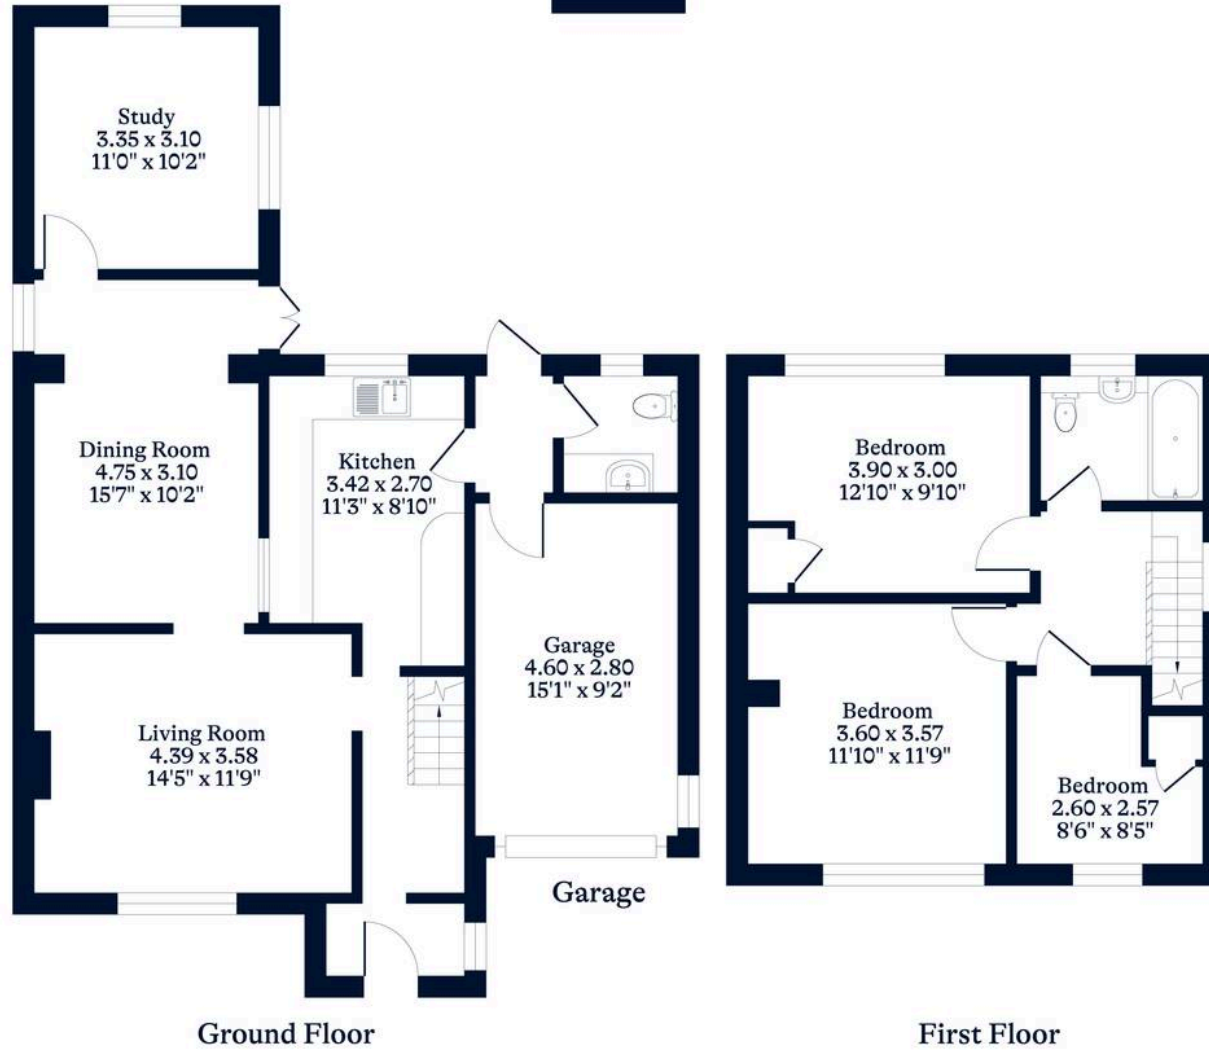 Study
3.35 x 3.10
11'0" x 10'2"
Dining Room
4.75 x 3.10
15'7" x 10'2"
Kitchen
3.42 x 2.70
11'3" x 8'10"
Living Room
4.39 x 3.58
14'5" x 11'9"
Garage
4.60 x 2.80
15'1" x 9'2"
Garage
Ground Floor
Bedroom
3.90 x 3.00
12'10" x 9'10"
Bedroom
3.60 x 3.57
11'10" x 11'9"
Bedroom
2.60 x 2.57
8'6" x 8'5"
First Floor